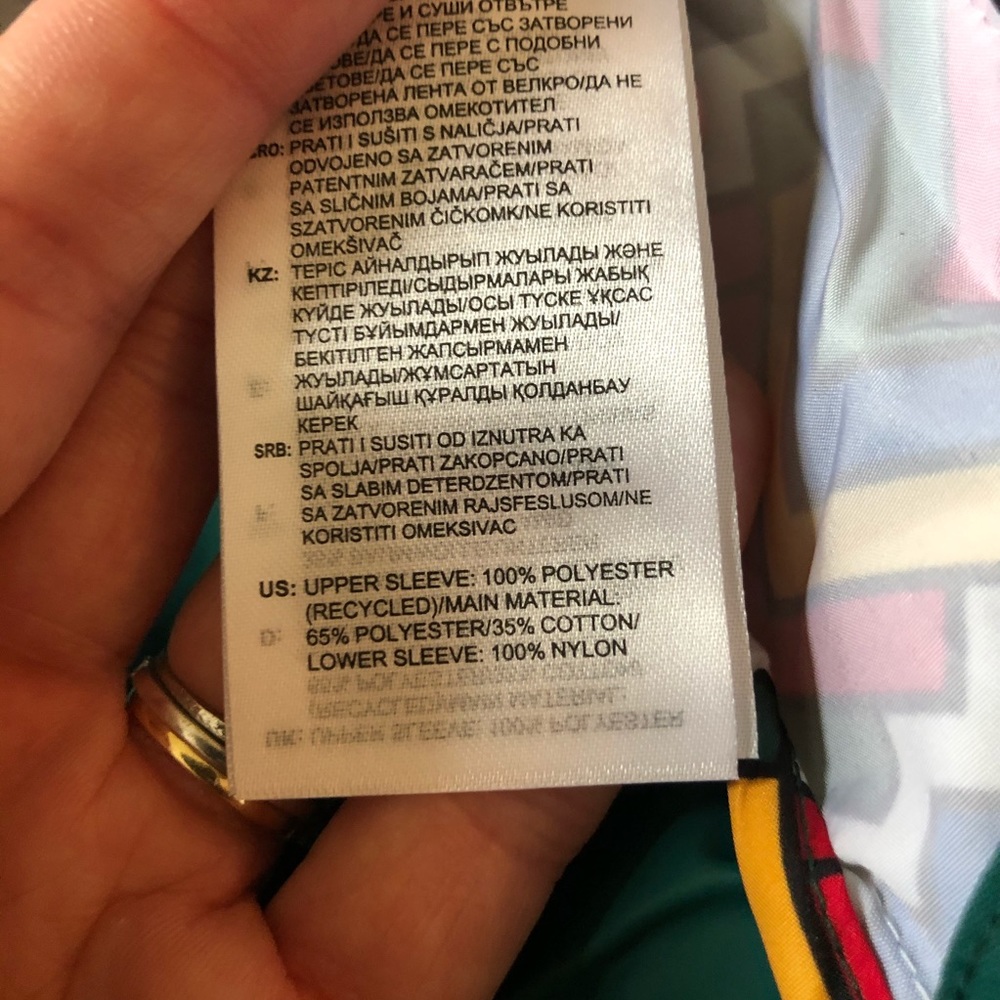 СУШИ ОТВЪТРЕ
ДА СЕ ПЕРЕ СЪС ЗАТВОРЕНИ
ДА СЕ ПЕРЕ С ПОДОБНИ
ЦВЕТОВЕ/ДА СЕ ПЕРЕ СЪС
ЗАТВОРЕНА ЛЕНТА ОТ ВЕЛКРО/ДА НЕ
СЕ ИЗПОЛЗВА ОМЕКОТИТЕЛ
CRO: PRATI I SUŠITI S NALIČJA/PRATI
ODVOJENO SA ZATVORENIM
PATENTNIM ZATVARAČEM/PRATI
SA SLIČNIM BOJAMA/PRATI SA
SZATVORENIM ČIČKOMK/NE KORISTITI
OMEKŠIVAČ
KZ: ТЕРІС АЙНАЛДЫРЫП ЖУЫЛАДЫ ЖӘНЕ
КЕПТІРІЛЕДІ/СЫДЫРМАЛАРЫ ЖАБЫҚ
КҮЙДЕ ЖУЫЛАДЫ/ОСЫ ТҮСКЕ ҰҚСАС
ТҮСТІ БҰЙЫМДАРМЕН ЖУЫЛАДЫ/
БЕКІТІЛГЕН ЖАПСЫРМАМЕН
ЖУЫЛАДЫ/ЖҰМСАРТАТЫН
ШАЙҚАҒЫШ ҚҰРАЛДЫ ҚОЛДАНБАУ
КЕРЕК
SRB: PRATI I SUSITI OD IZNUTRA KA
SPOLJA/PRATI ZAKOPCANO/PRATI
SA SLABIM DETERDZENTOM/PRATI
SA ZATVORENIM RAJSFESLUSOM/NE
KORISTITI OMEKSIVAC
US: UPPER SLEEVE: 100% POLYESTER
(RECYCLED)/MAIN MATERIAL:
65% POLYESTER/35% COTTON/
LOWER SLEEVE: 100% NYLON